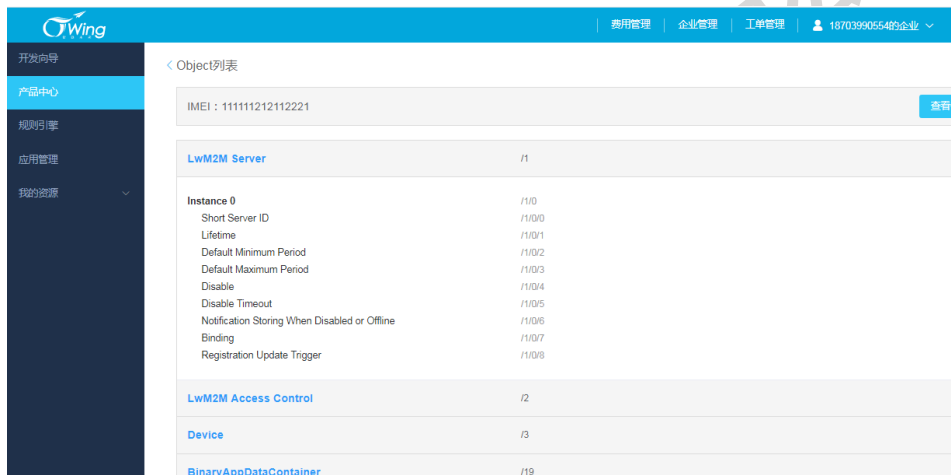 Wing
费用管理
企业管理
工单管理
18703990554的企业
开发向导
产品中心
规则引擎
应用管理
我的资源
Object列表
IMEI：111111212112221
查看
LwM2M Server /1
Instance 0 /1/0
Short Server ID /1/0/0
Lifetime /1/0/1
Default Minimum Period /1/0/2
Default Maximum Period /1/0/3
Disable /1/0/4
Disable Timeout /1/0/5
Notification Storing When Disabled or Offline /1/0/6
Binding /1/0/7
Registration Update Trigger /1/0/8
LwM2M Access Control /2
Device /3
BinaryAppDataContainer /19